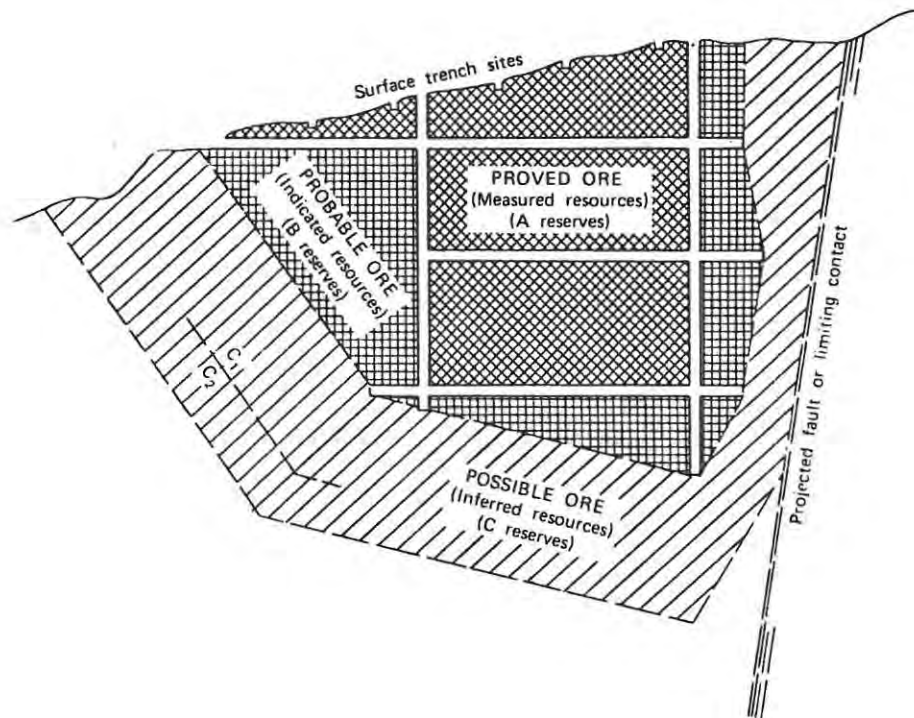 Surface trench sites
PROVED ORE
(Measured resources)
(A reserves)
PROBABLE ORE
(Indicated resources)
(B reserves)
C₁
C₂
POSSIBLE ORE
(Inferred resources)
(C reserves)
Projected fault or limiting contact